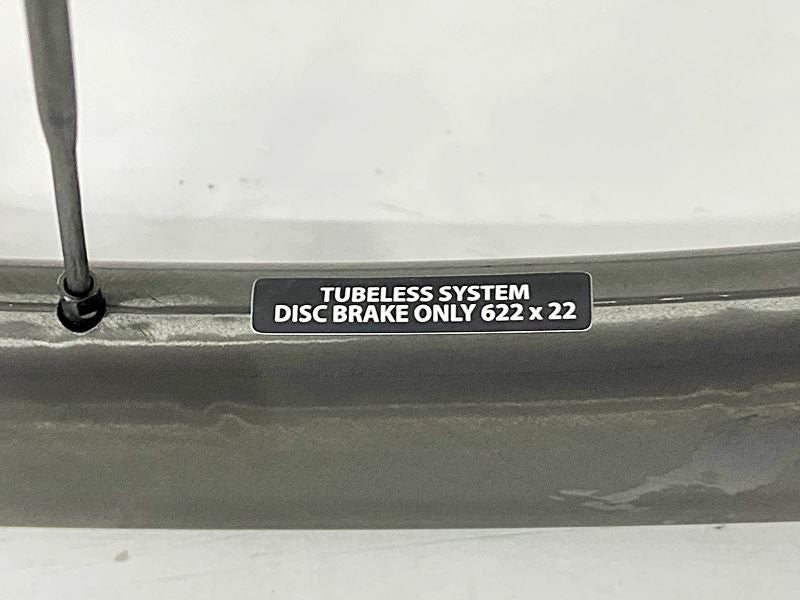 TUBELESS SYSTEM
DISC BRAKE ONLY 622 x 22